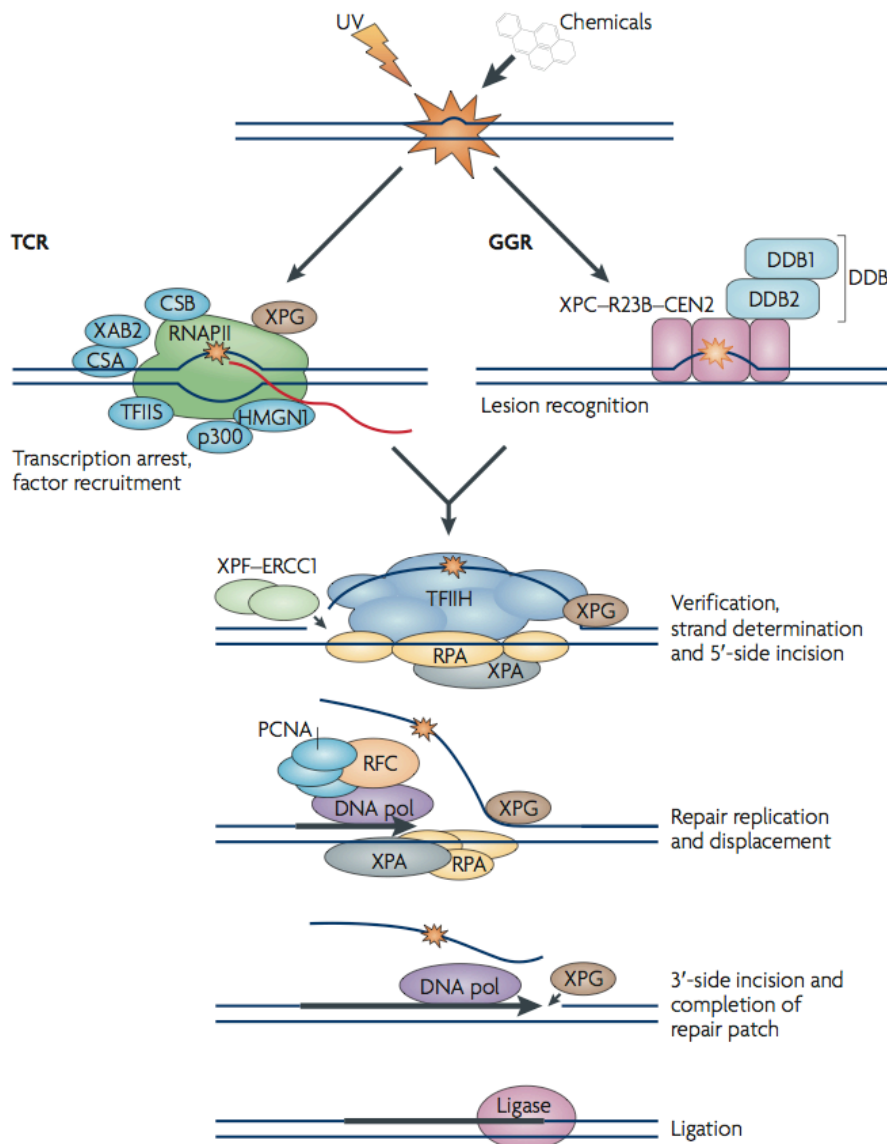 UV
Chemicals
TCR
GGR
DDB1
DDB
DDB2
XPC–R23B–CEN2
CSB
XPG
RNAPII
XAB2
CSA
TFIIS
HMGN1
p300
Lesion recognition
Transcription arrest,
factor recruitment
XPF–ERCC1
TFIIH
XPG
RPA
XPA
Verification,
strand determination
and 5′-side incision
PCNA
RFC
DNA pol
XPG
XPA
RPA
Repair replication
and displacement
DNA pol
XPG
3′-side incision and
completion of
repair patch
Ligase
Ligation